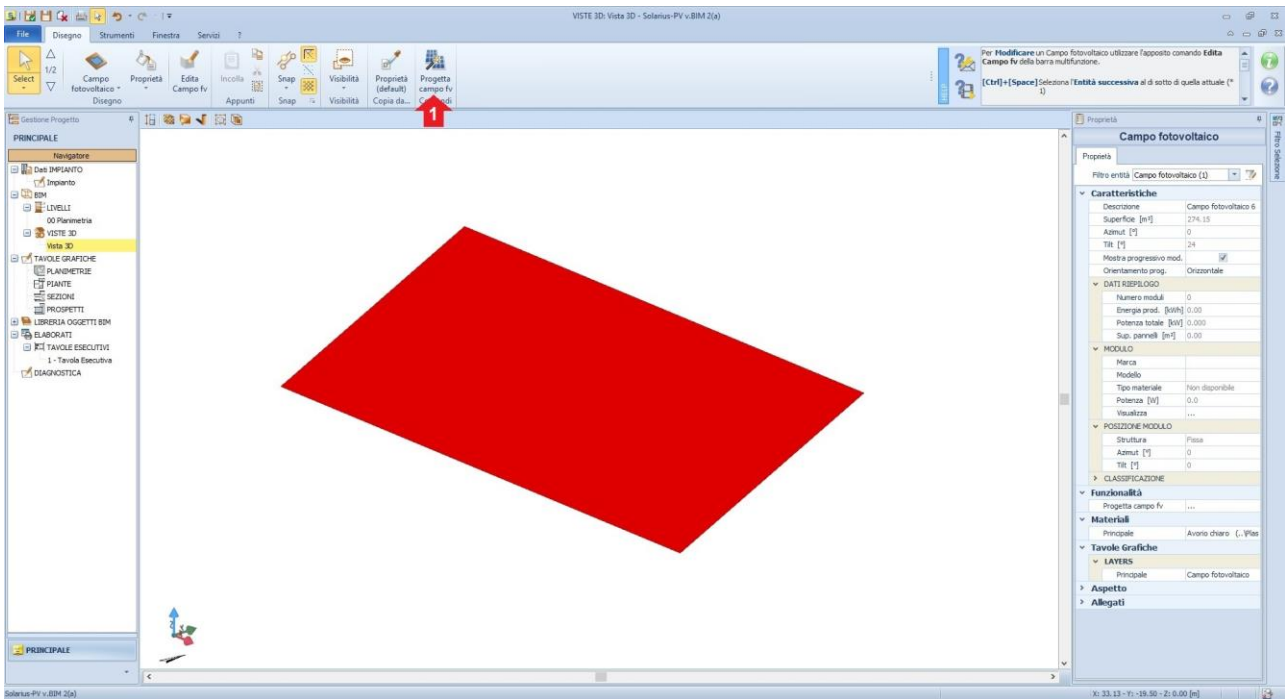 VISTE 3D: Vista 3D - Solarius-PV v.BIM 2(a)
File Disegno Strumenti Finestra Servizi ?
Select
1/2
Campo fotovoltaico
Proprietà
Edita Campo fv
Disegno
Incolla
Appunti
Snap
Snap
Visibilità
Visibilità
Proprietà (default)
Copia da...
Progetta campo fv
1
Per Modificare un Campo fotovoltaico utilizzare l'apposito comando Edita
Campo fv della barra multifunzione.
[Ctrl]+[Space] Seleziona l'Entità successiva al di sotto di quella attuale (*
1)
Gestione Progetto
PRINCIPALE
Navigatore
Dati IMPIANTO
Impianto
BIM
LIVELLI
00 Planimetria
VISTE 3D
Vista 3D
TAVOLE GRAFICHE
PLANIMETRIE
PIANTE
SEZIONI
PROSPETTI
LIBRERIA OGGETTI BIM
ELABORATI
TAVOLE ESECUTIVI
1 - Tavola Esecutiva
DIAGNOSTICA
PRINCIPALE
Z
Proprietà
Campo fotovoltaico
Proprietà
Filtro entità Campo fotovoltaico (1)
Caratteristiche
Descrizione Campo fotovoltaico 6
Superficie [m²] 274.15
Azimut [°] 0
Tilt [°] 24
Mostra progressivo mod.
Orientamento prog. Orizzontale
DATI RIEPILOGO
Numero moduli 0
Energia prod. [kWh] 0.00
Potenza totale [kW] 0.000
Sup. pannelli [m²] 0.00
MODULO
Marca
Modello
Tipo materiale Non disponibile
Potenza [W] 0.0
Visualizza ...
POSIZIONE MODULO
Struttura Fissa
Azimut [°] 0
Tilt [°] 0
CLASSIFICAZIONE
Funzionalità
Progetta campo fv ...
Materiali
Principale Avorio chiaro (..\Plas
Tavole Grafiche
LAYERS
Principale Campo fotovoltaico
Aspetto
Allegati
Filtro Selezione
Solarius-PV v.BIM 2(a)
X: 33.13 - Y: -19.50 - Z: 0.00 [m]